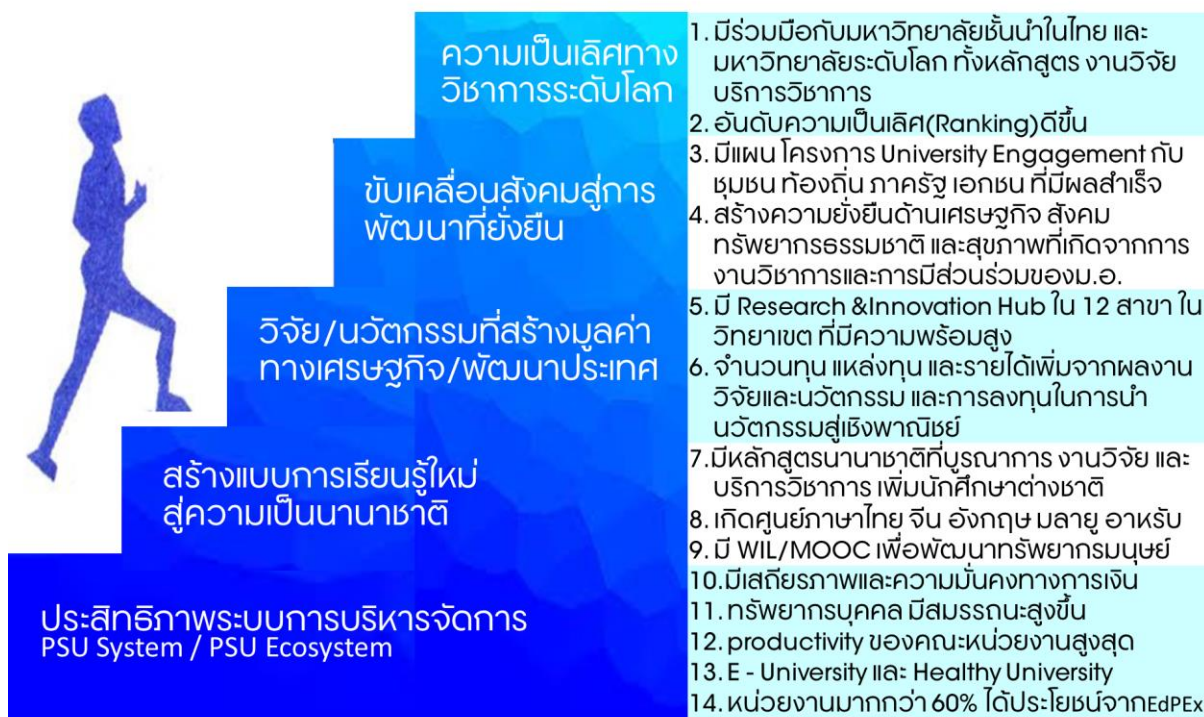 ความเป็นเลิศทาง
วิชาการระดับโลก
ขับเคลื่อนสังคมสู่การ
พัฒนาที่ยั่งยืน
วิจัย/นวัตกรรมที่สร้างมูลค่า
ทางเศรษฐกิจ/พัฒนาประเทศ
สร้างแบบการเรียนรู้ใหม่
สู่ความเป็นนานาชาติ
ประสิทธิภาพระบบการบริหารจัดการ
PSU System / PSU Ecosystem
1. มีร่วมมือกับมหาวิทยาลัยชั้นนำในไทย และ
มหาวิทยาลัยระดับโลก ทั้งหลักสูตร งานวิจัย
บริการวิชาการ
2. อันดับความเป็นเลิศ(Ranking)ดีขึ้น
3. มีแผน โครงการ University Engagement กับ
ชุมชน ท้องถิ่น ภาครัฐ เอกชน ที่มีผลสำเร็จ
4. สร้างความยั่งยืนด้านเศรษฐกิจ สังคม
ทรัพยากรธรรมชาติ และสุขภาพที่เกิดจากการ
งานวิชาการและการมีส่วนร่วมของม.อ.
5. มี Research &Innovation Hub ใน 12 สาขา ใน
วิทยาเขต ที่มีความพร้อมสูง
6. จำนวนทุน แหล่งทุน และรายได้เพิ่มจากผลงาน
วิจัยและนวัตกรรม และการลงทุนในการนำ
นวัตกรรมสู่เชิงพาณิชย์
7.มีหลักสูตรนานาชาติที่บูรณาการ งานวิจัย และ
บริการวิชาการ เพิ่มนักศึกษาต่างชาติ
8. เกิดศูนย์ภาษาไทย จีน อังกฤษ มลายู อาหรับ
9. มี WIL/MOOC เพื่อพัฒนาทรัพยากรมนุษย์
10.มีเสถียรภาพและความมั่นคงทางการเงิน
11. ทรัพยากรบุคคล มีสมรรถนะสูงขึ้น
12. productivity ของคณะหน่วยงานสูงสุด
13. E - University และ Healthy University
14. หน่วยงานมากกว่า 60% ได้ประโยชน์จากEdPEx